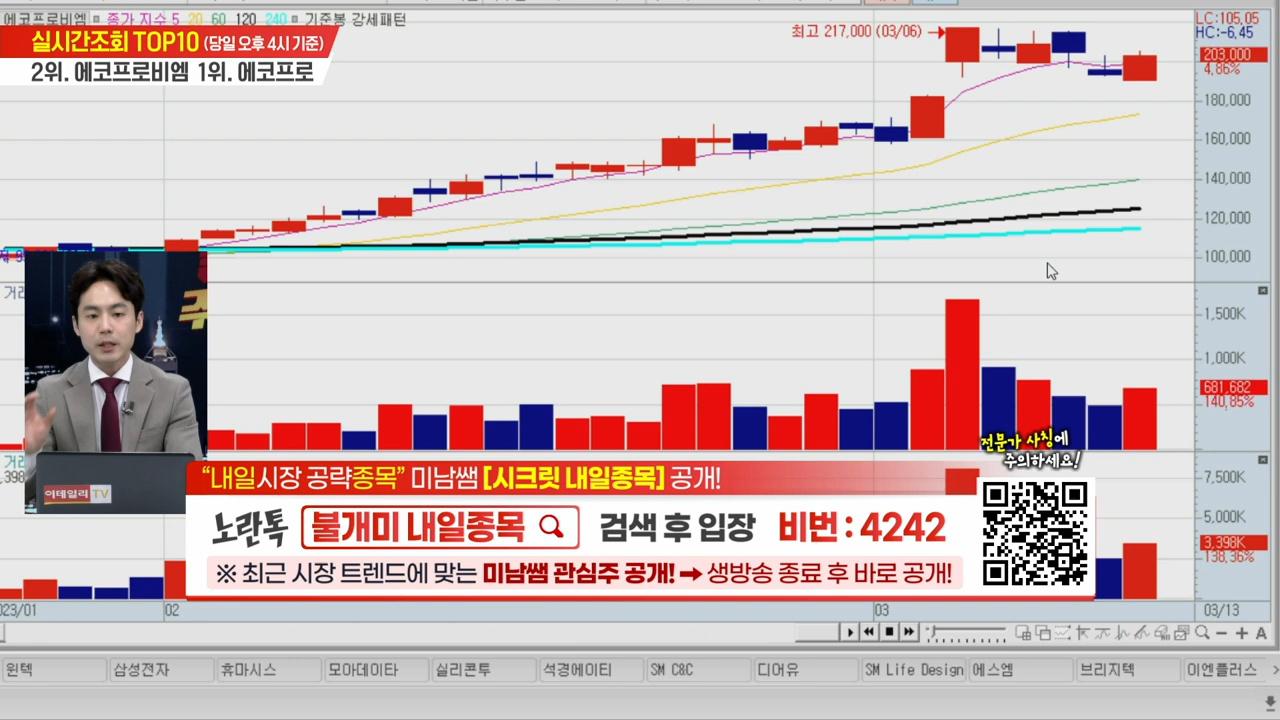 에코프로비엠 종가 지수 5 20 60 120 240 기준봉 강세패턴
실시간조회 TOP10 (당일 오후 4시 기준)
2위. 에코프로비엠 1위. 에코프로
최고 217,000 (03/06)
LC:105,05
HC:-6,45
203,000
4,86%
180,000
160,000
140,000
120,000
100,000
거래
1,500K
1,000K
681,682
140,85%
거래
3,398
7,500K
5,000K
3,398K
138,36%
이데일리 TV
전문가 사칭에
주의하세요!
“내일시장 공략종목” 미남쌤 [시크릿 내일종목] 공개!
노란톡 불개미 내일종목 검색 후 입장 비번 : 4242
※ 최근 시장 트렌드에 맞는 미남쌤 관심주 공개! ➡ 생방송 종료 후 바로 공개!
023/01 02 03 03/13
A
윈텍 삼성전자 휴마시스 모아데이타 실리콘투 석경에이티 SM C&C 디어유 SM Life Design 에스엠 브리지텍 이엔플러스